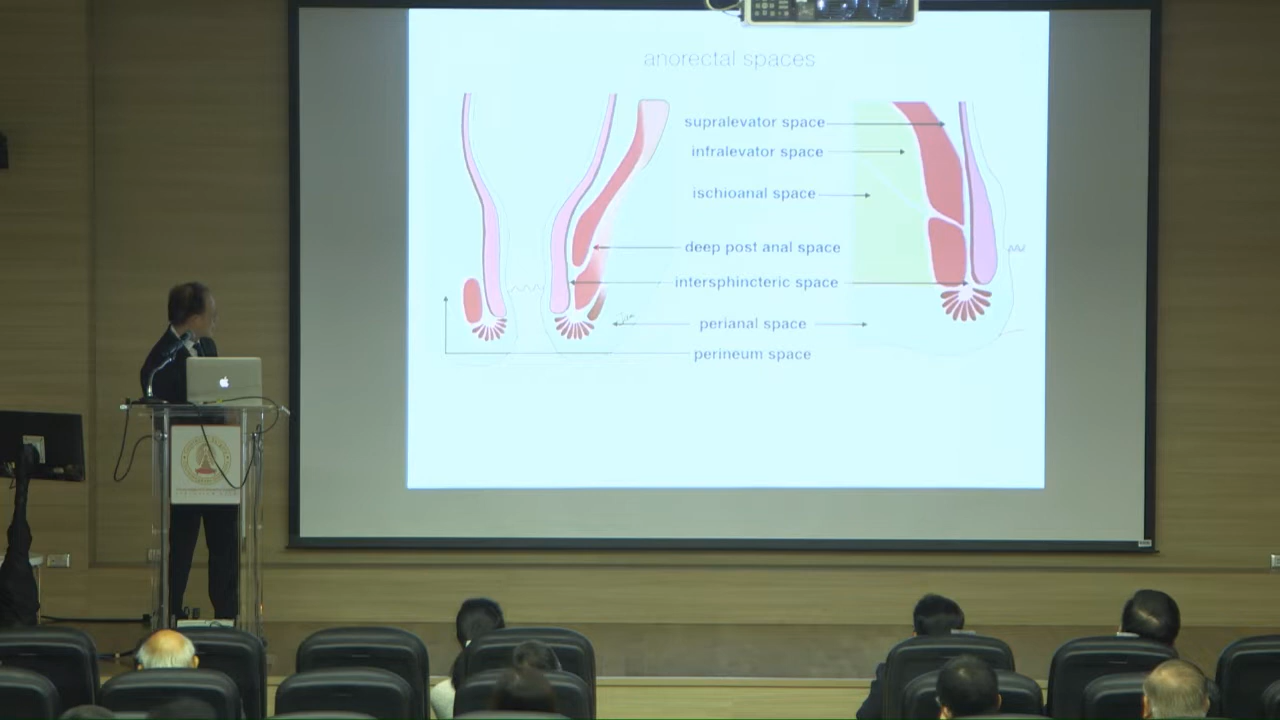 anorectal spaces
supralevator space
infralevator space
ischioanal space
deep post anal space
intersphincteric space
perianal space
perineum space